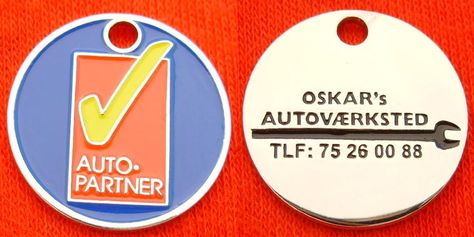 AUTO•
PARTNER
OSKAR's
AUTOVÆRKSTED
TLF: 75 26 00 88